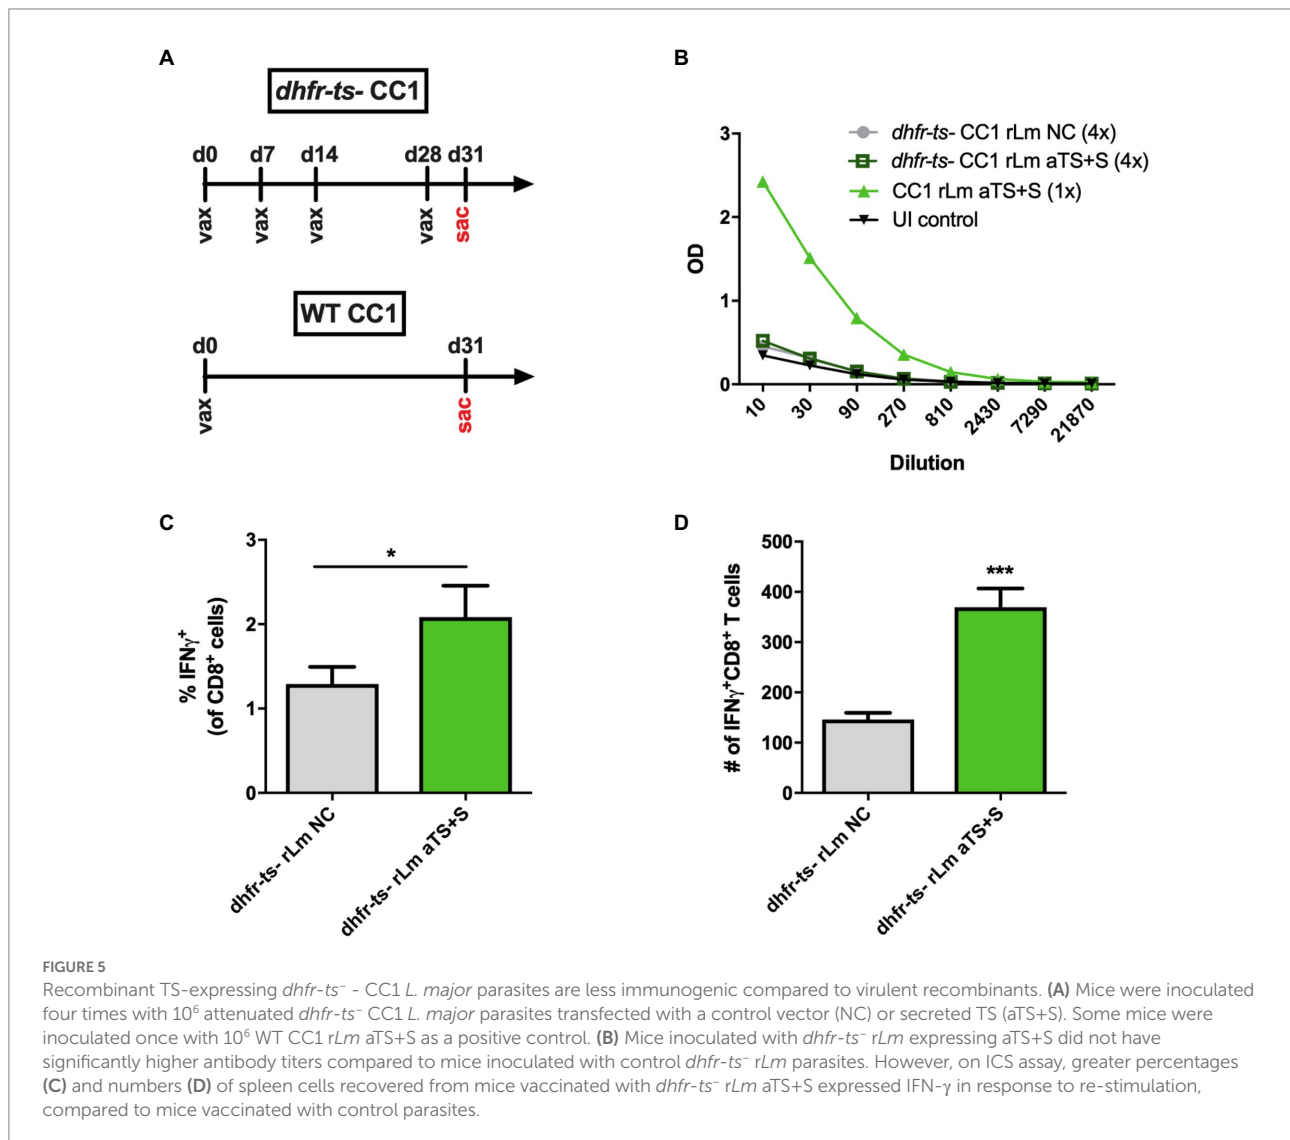 A
dhfr-ts- CC1
d0 d7 d14 d28 d31
vax vax vax vax sac
WT CC1
d0 d31
vax sac
B
dhfr-ts- CC1 rLm NC (4x)
dhfr-ts- CC1 rLm aTS+S (4x)
CC1 rLm aTS+S (1x)
UI control
3
2
1
0
OD
10 30 90 270 810 2430 7290 21870
Dilution
C
3
2
1
0
% IFNγ+
(of CD8+ cells)
*
dhfr-ts- rLm NC
dhfr-ts- rLm aTS+S
D
500
400
300
200
100
0
# of IFNγ+CD8+ T cells
***
dhfr-ts- rLm NC
dhfr-ts- rLm aTS+S
FIGURE 5
Recombinant TS-expressing dhfr-ts⁻ - CC1 L. major parasites are less immunogenic compared to virulent recombinants. (A) Mice were inoculated
four times with 10⁶ attenuated dhfr-ts⁻ CC1 L. major parasites transfected with a control vector (NC) or secreted TS (aTS+S). Some mice were
inoculated once with 10⁶ WT CC1 rLm aTS+S as a positive control. (B) Mice inoculated with dhfr-ts⁻ rLm expressing aTS+S did not have
significantly higher antibody titers compared to mice inoculated with control dhfr-ts⁻ rLm parasites. However, on ICS assay, greater percentages
(C) and numbers (D) of spleen cells recovered from mice vaccinated with dhfr-ts⁻ rLm aTS+S expressed IFN-γ in response to re-stimulation,
compared to mice vaccinated with control parasites.